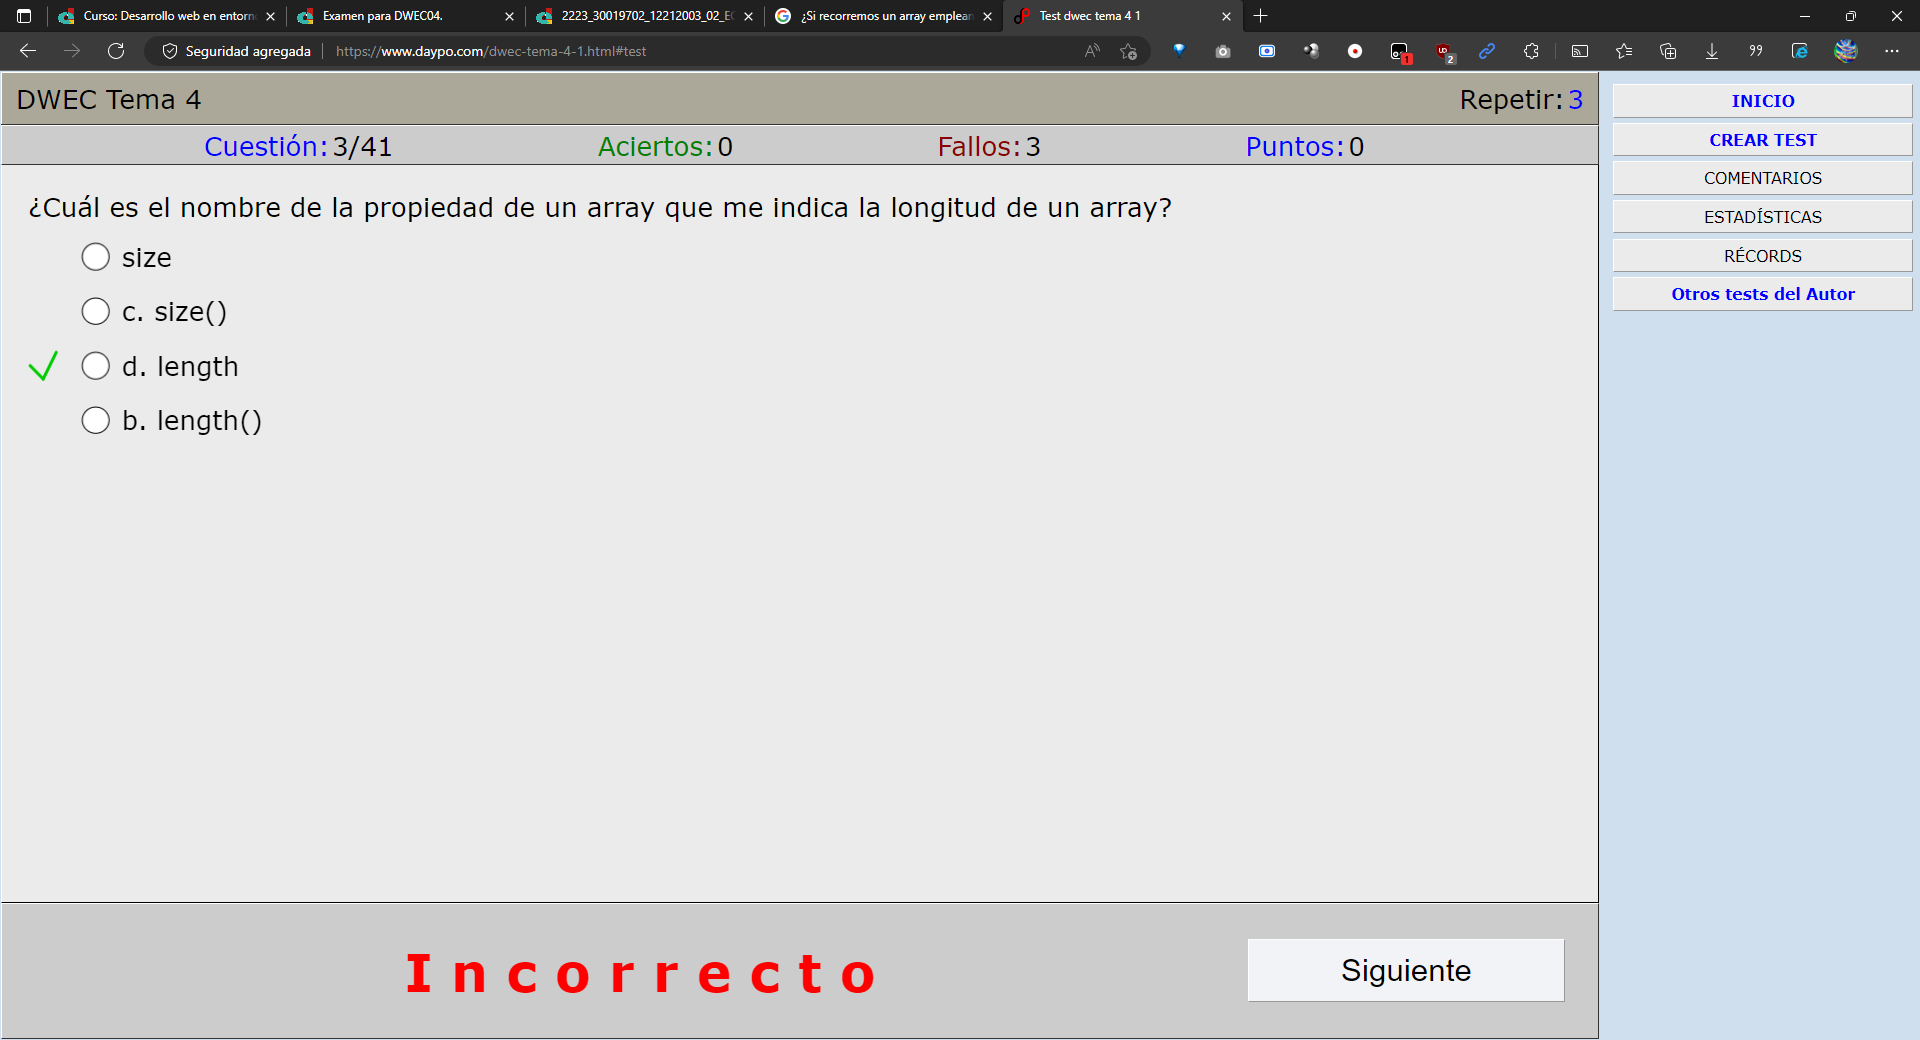 Curso: Desarrollo web en entorn
Examen para DWEC04.
2223_30019702_12212003_02_EC
¿Si recorremos un array emplean
Test dwec tema 4 1
Seguridad agregada
https://www.daypo.com/dwec-tema-4-1.html#test
1
2
DWEC Tema 4
Repetir: 3
Cuestión: 3/41
Aciertos: 0
Fallos: 3
Puntos: 0
¿Cuál es el nombre de la propiedad de un array que me indica la longitud de un array?
size
c. size()
d. length
b. length()
Incorrecto
Siguiente
INICIO
CREAR TEST
COMENTARIOS
ESTADÍSTICAS
RÉCORDS
Otros tests del Autor